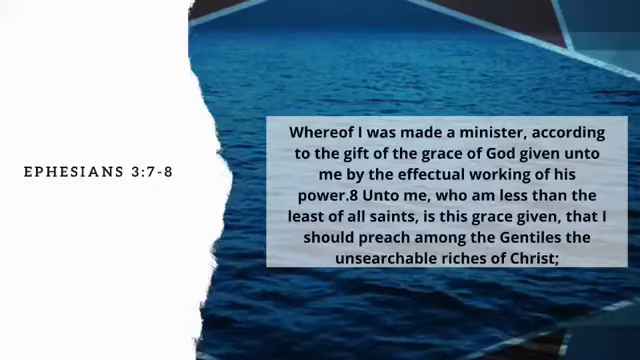 EPHESIANS 3:7-8
Whereof I was made a minister, according
to the gift of the grace of God given unto
me by the effectual working of his
power.8 Unto me, who am less than the
least of all saints, is this grace given, that I
should preach among the Gentiles the
unsearchable riches of Christ;